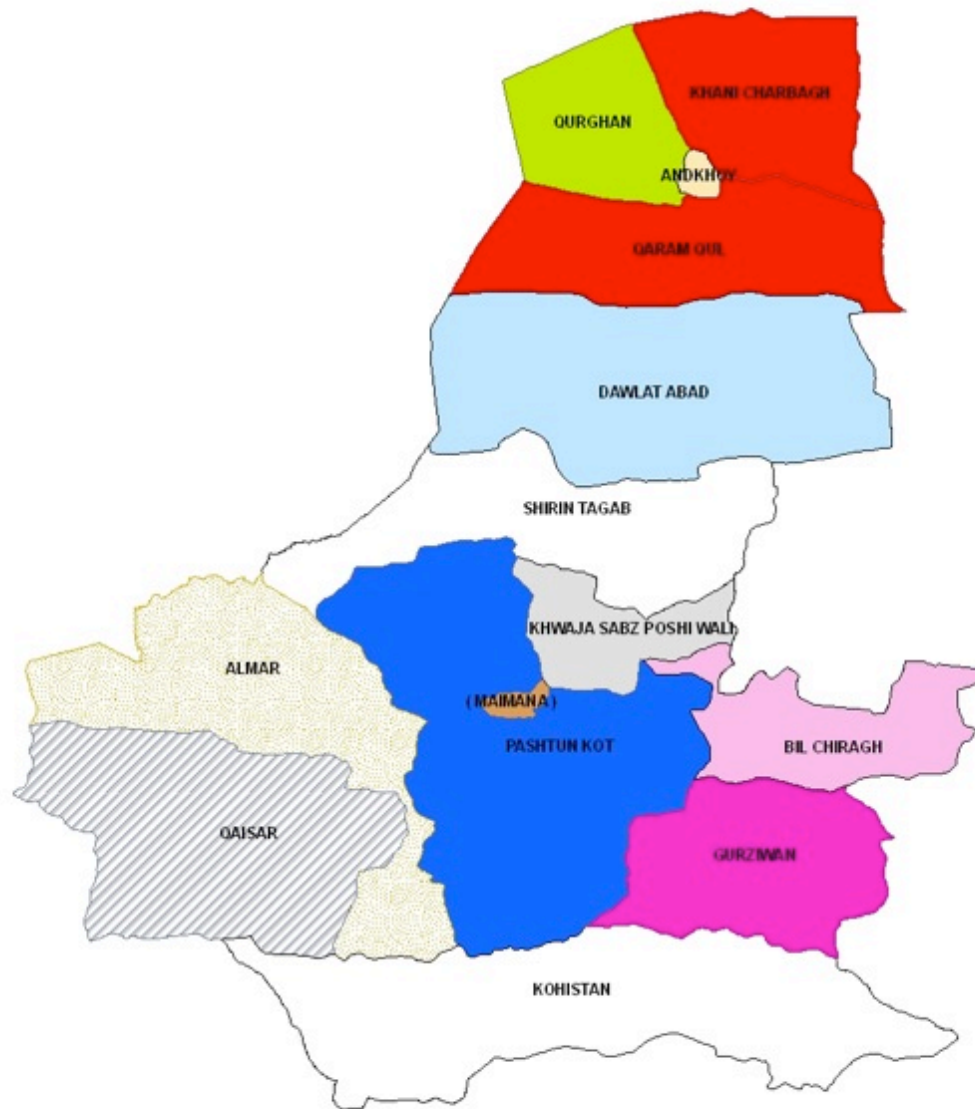 KHANI CHARBAGH
QURGHAN
ANDKHOY
QARAM QUL
DAWLAT ABAD
SHIRIN TAGAB
KHWAJA SABZ POSHI WALI
ALMAR
( MAIMANA )
PASHTUN KOT
BIL CHIRAGH
QAISAR
GURZIWAN
KOHISTAN